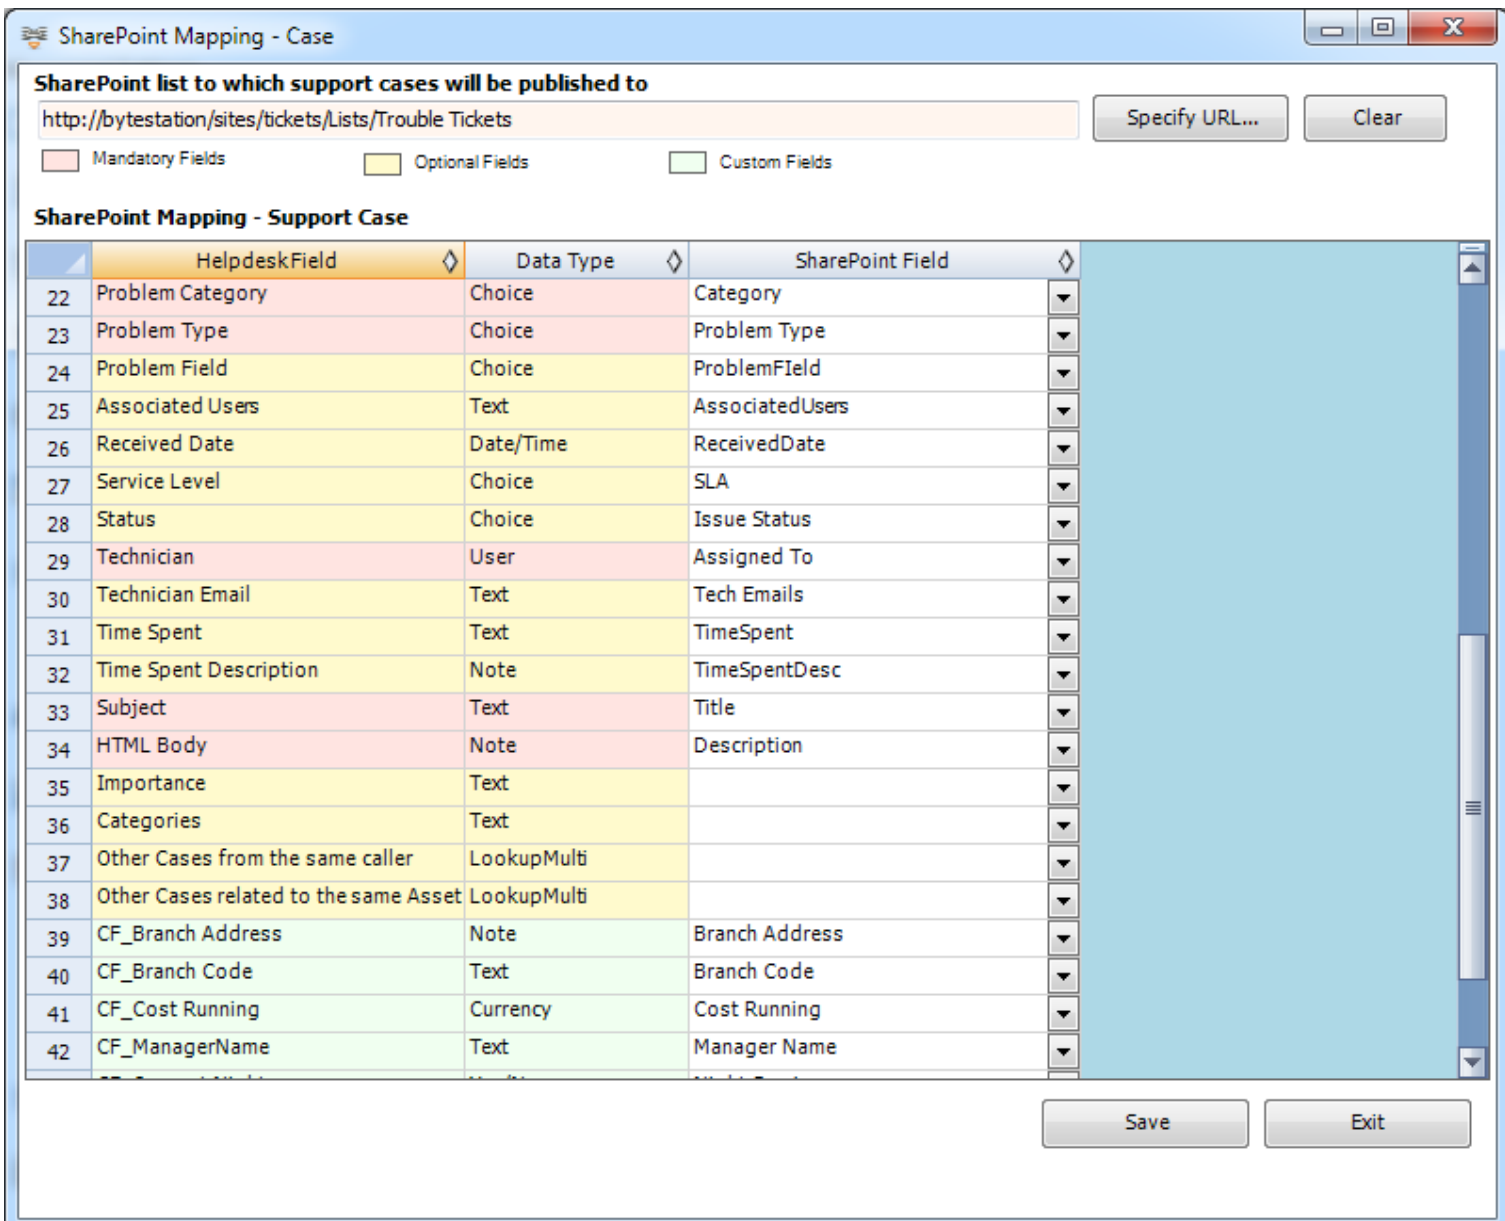 SharePoint Mapping - Case
SharePoint list to which support cases will be published to
http://bytestation/sites/tickets/Lists/Trouble Tickets
Specify URL...
Clear
Mandatory Fields
Optional Fields
Custom Fields
SharePoint Mapping - Support Case
HelpdeskField Data Type SharePoint Field
22 Problem Category Choice Category
23 Problem Type Choice Problem Type
24 Problem Field Choice ProblemFIeld
25 Associated Users Text AssociatedUsers
26 Received Date Date/Time ReceivedDate
27 Service Level Choice SLA
28 Status Choice Issue Status
29 Technician User Assigned To
30 Technician Email Text Tech Emails
31 Time Spent Text TimeSpent
32 Time Spent Description Note TimeSpentDesc
33 Subject Text Title
34 HTML Body Note Description
35 Importance Text
36 Categories Text
37 Other Cases from the same caller LookupMulti
38 Other Cases related to the same Asset LookupMulti
39 CF_Branch Address Note Branch Address
40 CF_Branch Code Text Branch Code
41 CF_Cost Running Currency Cost Running
42 CF_ManagerName Text Manager Name
Save
Exit